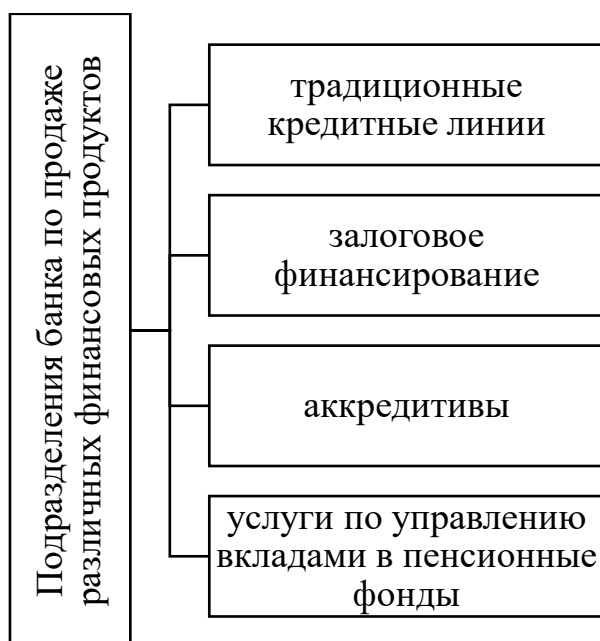 Подразделения банка по продаже
различных финансовых продуктов
традиционные
кредитные линии
залоговое
финансирование
аккредитивы
услуги по управлению
вкладами в пенсионные
фонды